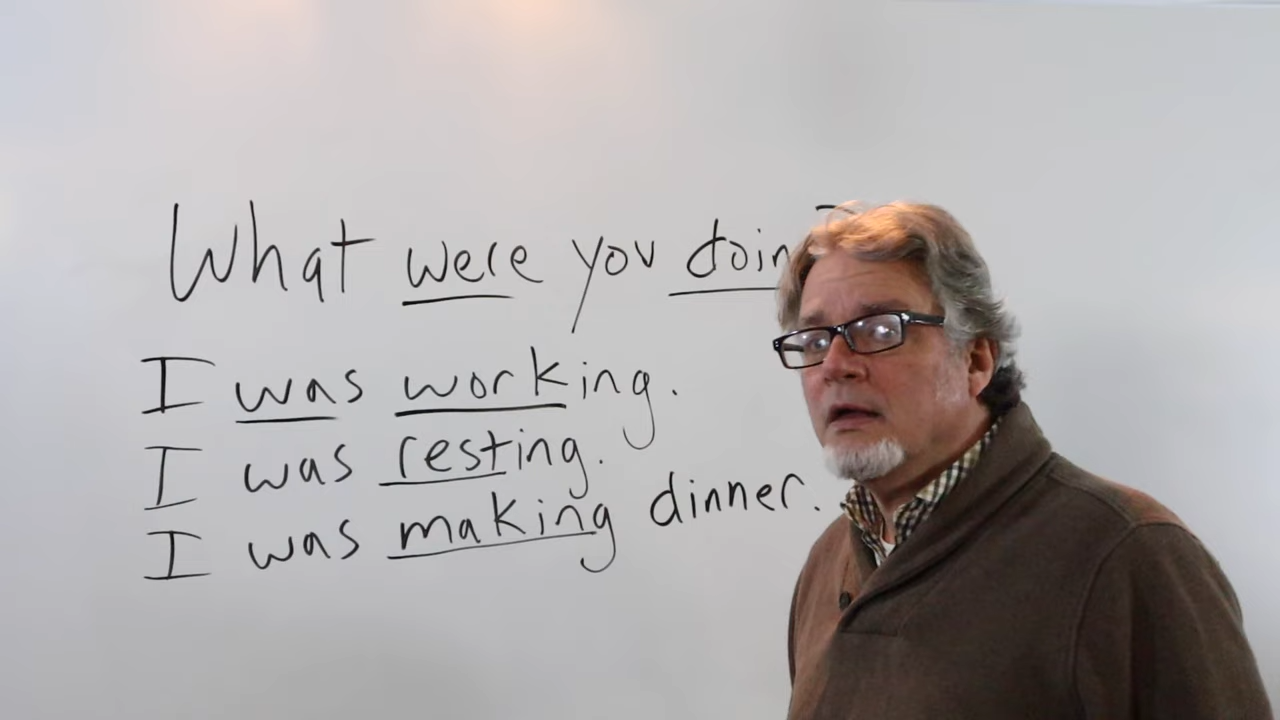 What were you doin
I was working.
I was resting.
I was making dinner.